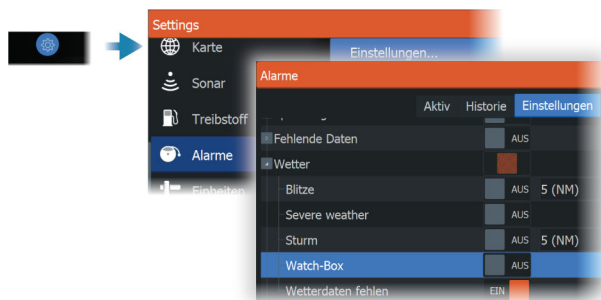 Settings
Karte
Einstellungen...
Sonar
Treibstoff
Alarme
Einheiten
Alarme
Aktiv Historie Einstellungen
Fehlende Daten AUS
Wetter
Blitze AUS 5 (NM)
Severe weather AUS
Sturm AUS 5 (NM)
Watch-Box AUS
Wetterdaten fehlen EIN